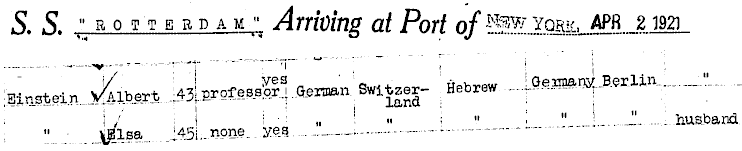 S. S. "ROTTERDAM" Arriving at Port of NEW YORK, APR 2 1921
yes
Einstein Albert 43 professor German Switzer- Hebrew Germany Berlin "
land
" Elsa 45 none yes " " " " " husband